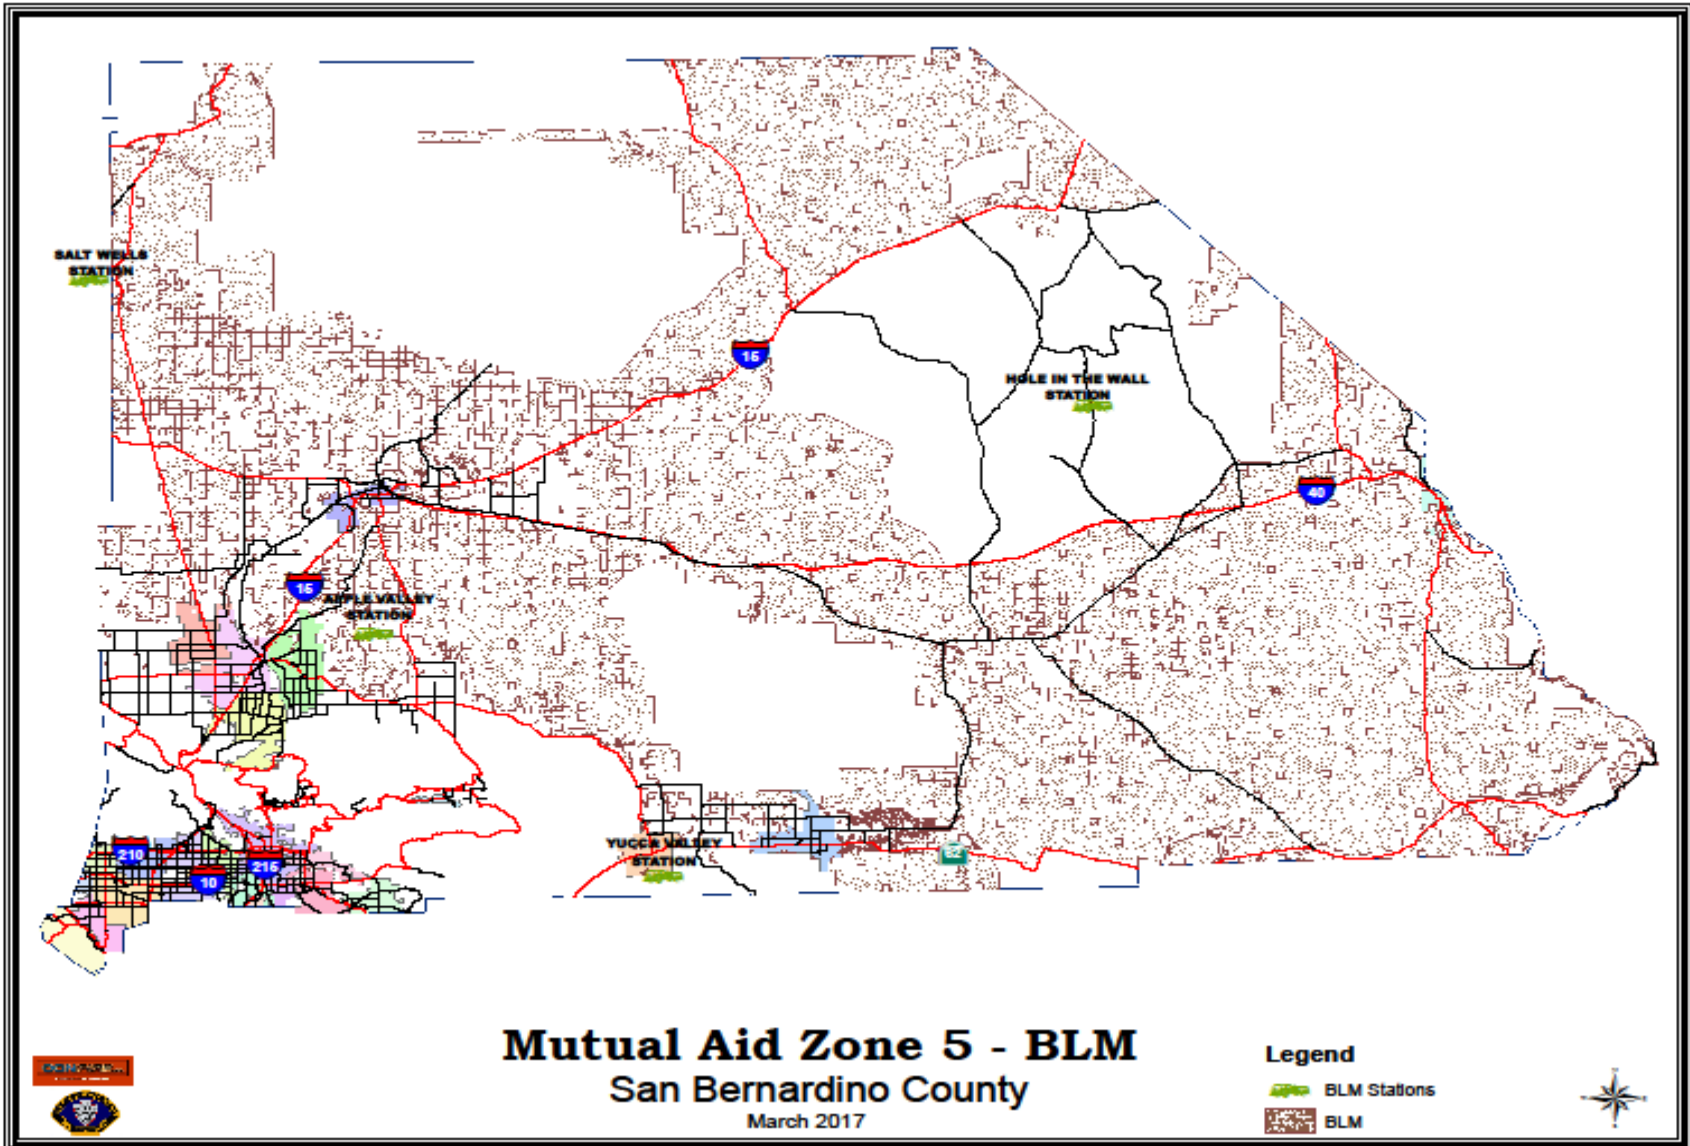 SALT WELLS
STATION
15
HOLE IN THE WALL
STATION
40
15
APPLE VALLEY
STATION
210
10
215
YUCCA VALLEY
STATION
62
Mutual Aid Zone 5 - BLM
San Bernardino County
March 2017
Legend
BLM Stations
BLM